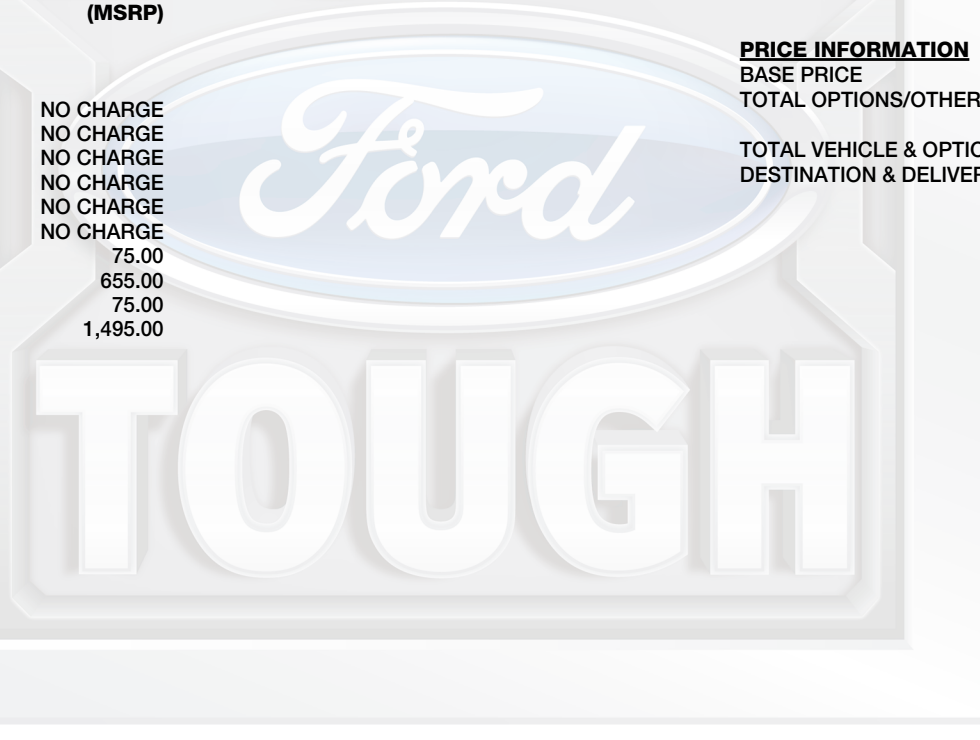 (MSRP)
NO CHARGE
NO CHARGE
NO CHARGE
NO CHARGE
NO CHARGE
NO CHARGE
75.00
655.00
75.00
1,495.00
PRICE INFORMATION
BASE PRICE
TOTAL OPTIONS/OTHER
TOTAL VEHICLE & OPTIO
DESTINATION & DELIVER
Ford
TOUGH